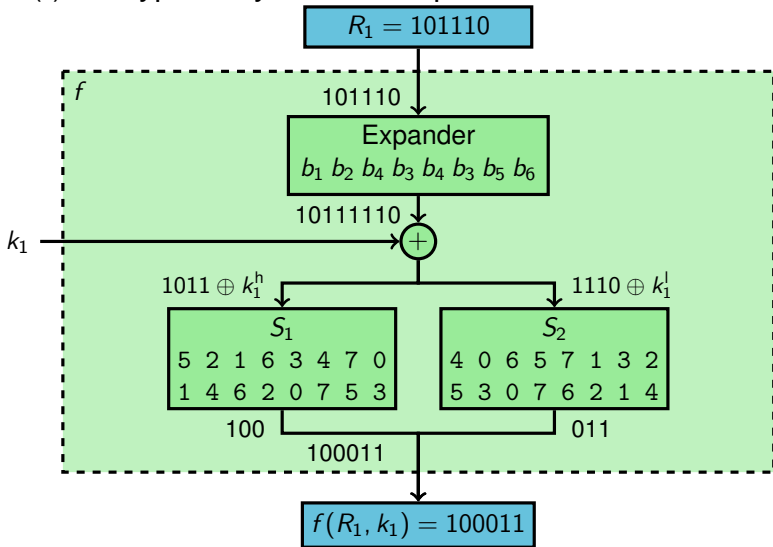 R₁ = 101110
f
101110
Expander
b₁ b₂ b₄ b₃ b₄ b₃ b₅ b₆
10111110
k₁
+
1011 ⊕ k₁ʰ
1110 ⊕ k₁ˡ
S₁
5 2 1 6 3 4 7 0
1 4 6 2 0 7 5 3
S₂
4 0 6 5 7 1 3 2
5 3 0 7 6 2 1 4
100
011
100011
f(R₁, k₁) = 100011